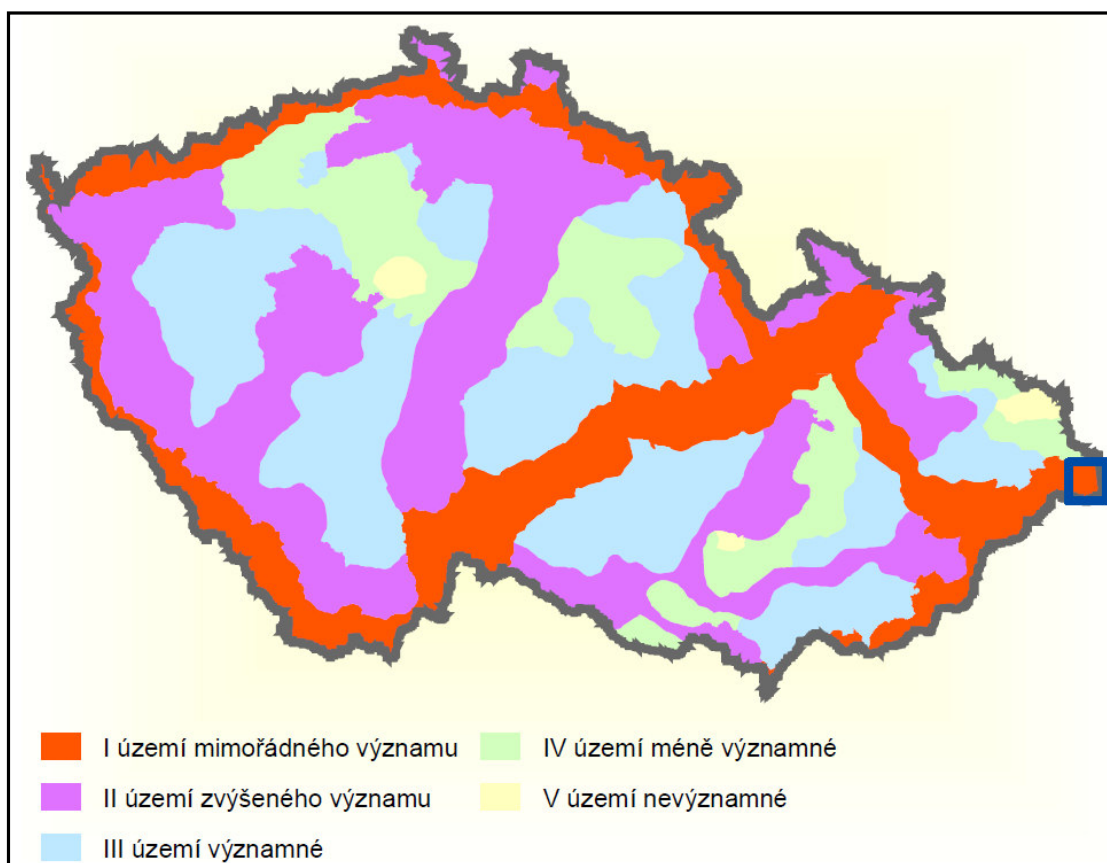 I území mimořádného významu
II území zvýšeného významu
III území významné
IV území méně významné
V území nevýznamné